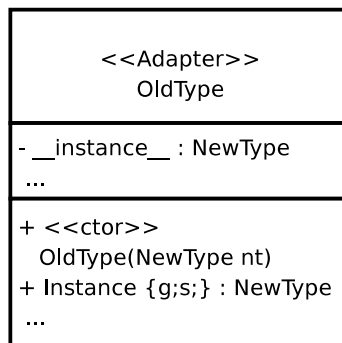 <<Adapter>>
OldType
- __instance__ : NewType
...
+ <<ctor>>
OldType(NewType nt)
+ Instance {g;s;} : NewType
...